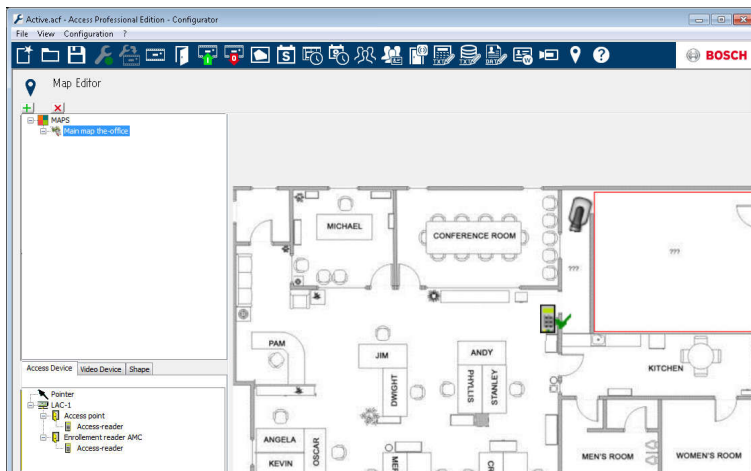 Active.acf - Access Professional Edition - Configurator
File View Configuration ?
BOSCH
Map Editor
MAPS
Main map the-office
MICHAEL
CONFERENCE ROOM
???
???
PAM
JIM
ANDY
KITCHEN
DWIGHT
PHYLLIS
STANLEY
Access Device Video Device Shape
Pointer
LAC-1
Access point
Access-reader
Enrollement reader AMC
Access-reader
ANGELA
OSCAR
KEVIN
MEN'S ROOM
WOMEN'S ROOM